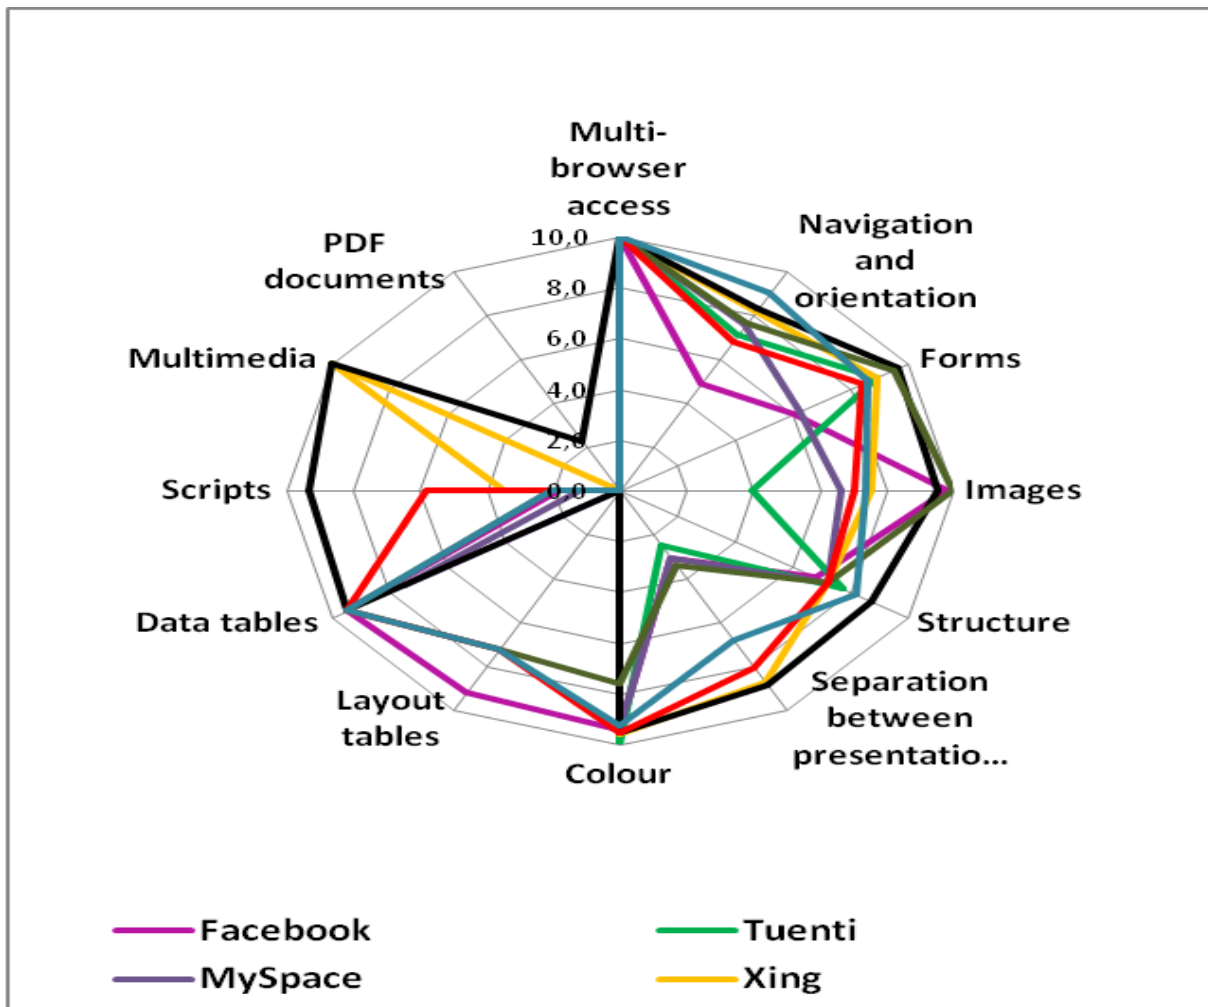 Multi-
browser
access
Navigation
and
orientation
Forms
Images
Structure
Separation
between
presentatio...
Colour
Layout
tables
Data tables
Scripts
Multimedia
PDF
documents
10,0
8,0
6,0
4,0
2,0
0,0
Facebook
Tuenti
MySpace
Xing